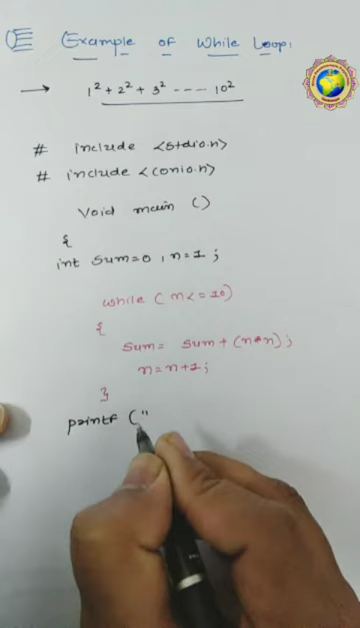 Example of While Loop:
→ 1² + 2² + 3² ---- 10²
# include <stdio.h>
# include <conio.h>
Void main ()
{
int sum=0, n=1;
while (n<=10)
{
sum= sum+(n*n);
n=n+1;
}
printf ("